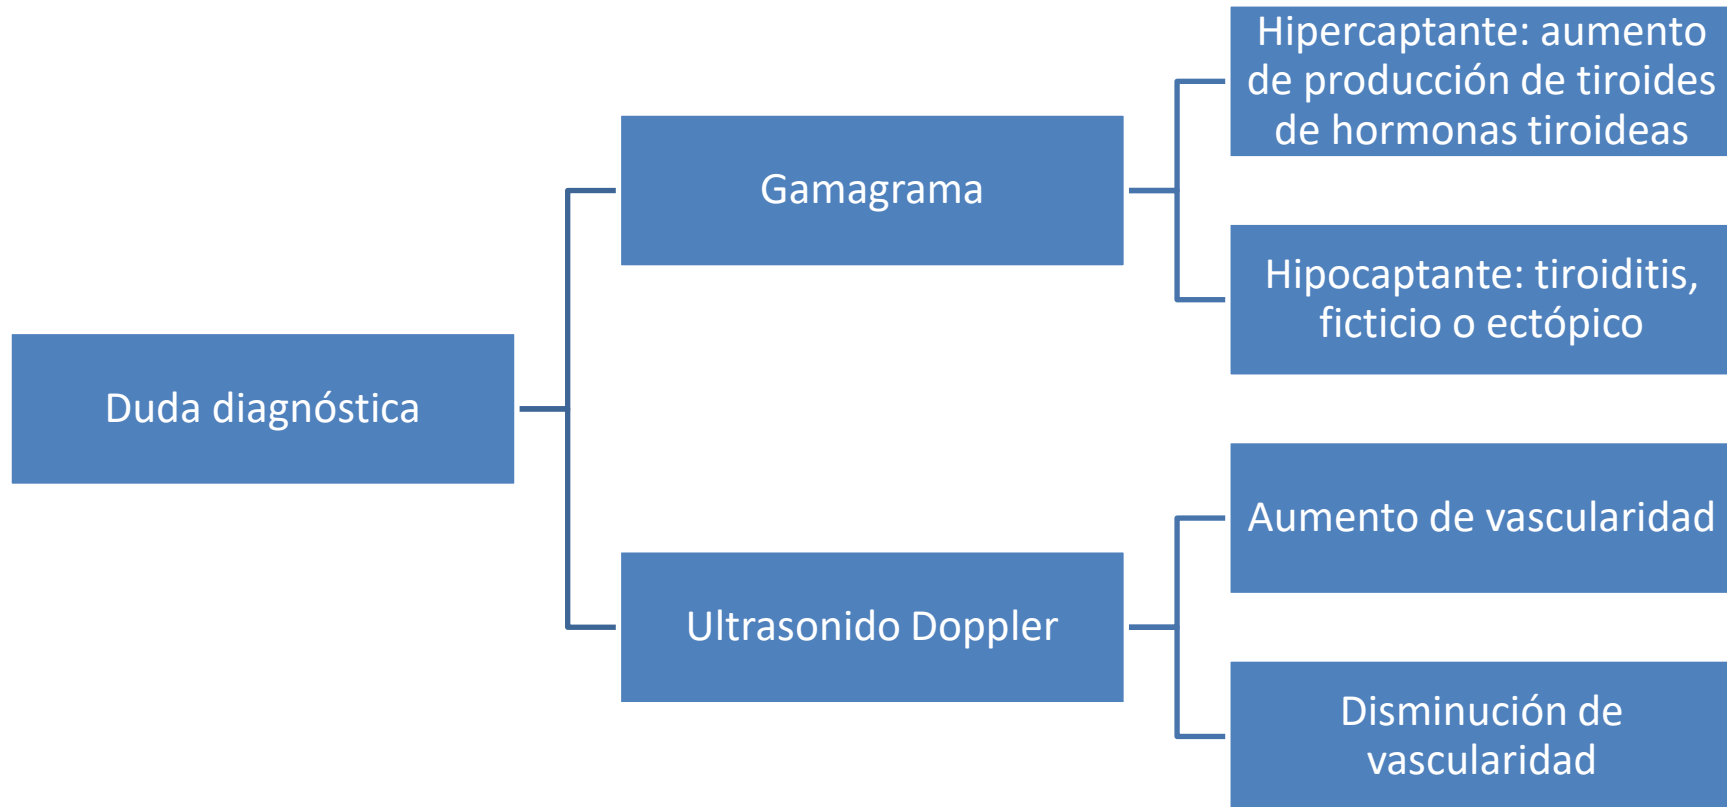 Duda diagnóstica
Gamagrama
Hipercaptante: aumento
de producción de tiroides
de hormonas tiroideas
Hipocaptante: tiroiditis,
ficticio o ectópico
Ultrasonido Doppler
Aumento de vascularidad
Disminución de
vascularidad